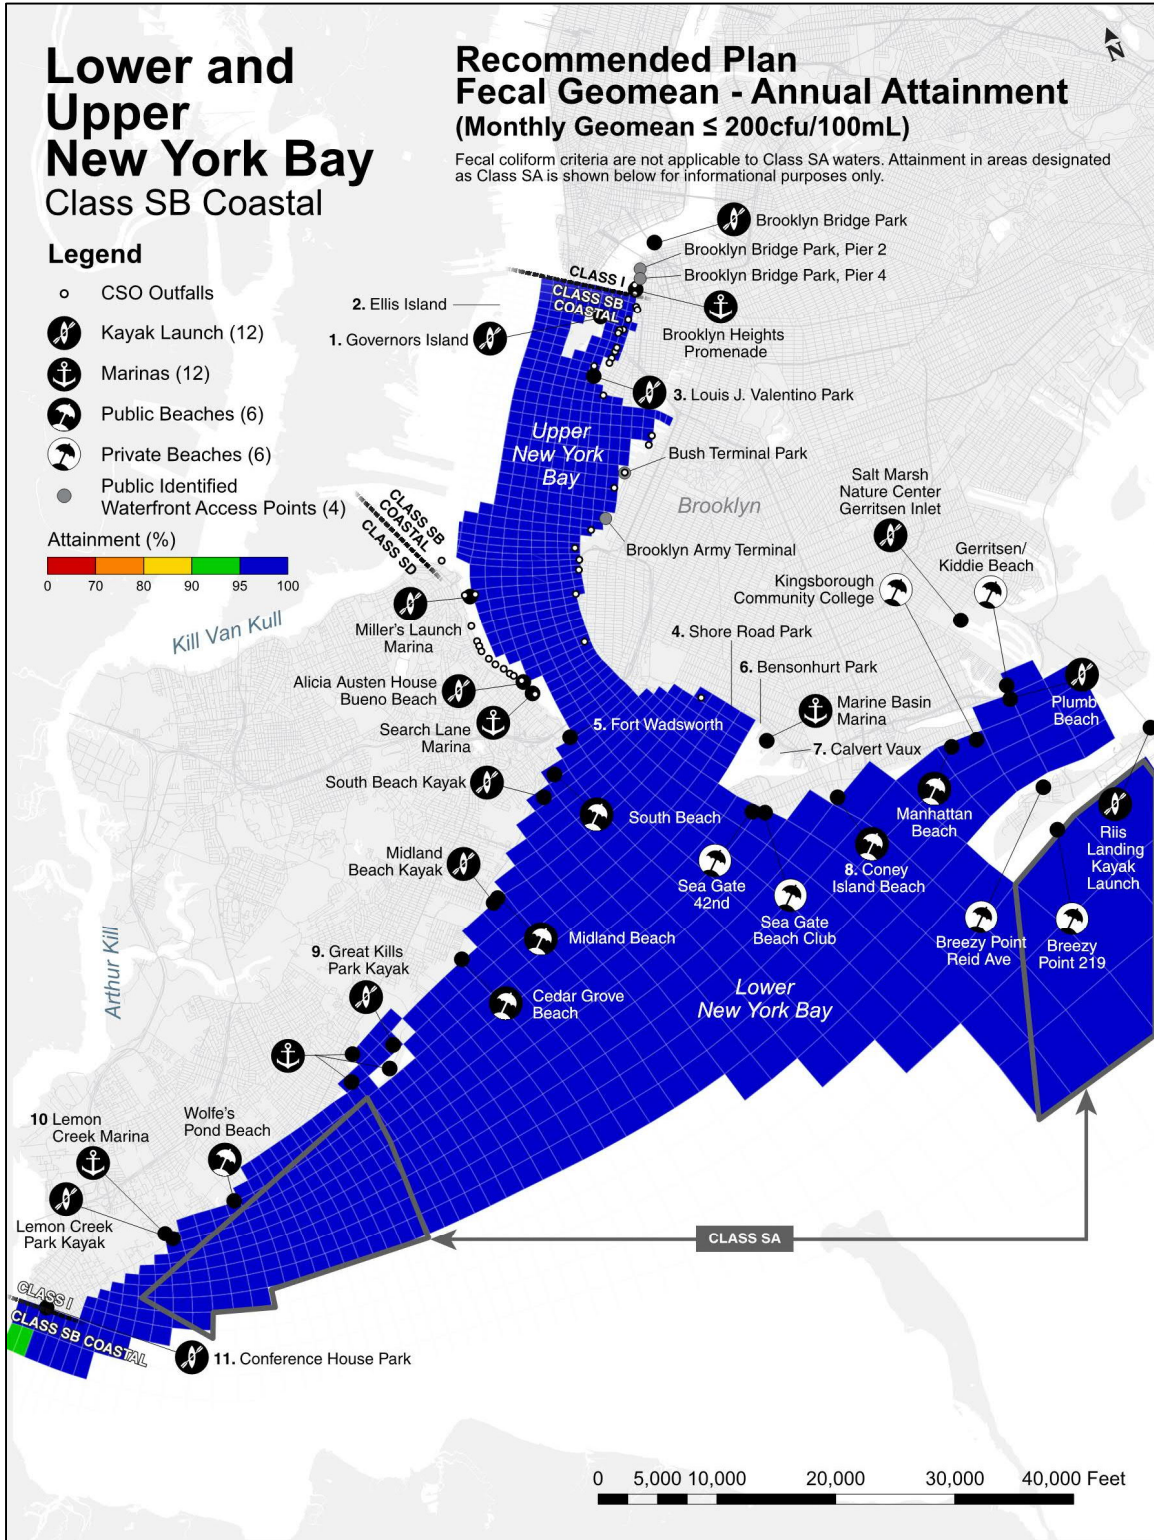 Lower and
Upper
New York Bay
Class SB Coastal
Recommended Plan
Fecal Geomean - Annual Attainment
(Monthly Geomean ≤ 200cfu/100mL)
Fecal coliform criteria are not applicable to Class SA waters. Attainment in areas designated
as Class SA is shown below for informational purposes only.
N
Legend
CSO Outfalls
Kayak Launch (12)
Marinas (12)
Public Beaches (6)
Private Beaches (6)
Public Identified
Waterfront Access Points (4)
Attainment (%)
0 70 80 90 95 100
Brooklyn Bridge Park
Brooklyn Bridge Park, Pier 2
Brooklyn Bridge Park, Pier 4
CLASS I
CLASS SB
COASTAL
2. Ellis Island
1. Governors Island
Brooklyn Heights
Promenade
3. Louis J. Valentino Park
Upper
New York
Bay
Bush Terminal Park
Brooklyn
Salt Marsh
Nature Center
Gerritsen Inlet
CLASS SB
COASTAL
CLASS SD
Brooklyn Army Terminal
Gerritsen/
Kiddie Beach
Kingsborough
Community College
Kill Van Kull
Miller's Launch
Marina
4. Shore Road Park
6. Bensonhurt Park
Alicia Austen House
Bueno Beach
Marine Basin
Marina
Plumb
Beach
Search Lane
Marina
5. Fort Wadsworth
7. Calvert Vaux
South Beach Kayak
South Beach
Manhattan
Beach
Riis
Landing
Kayak
Launch
Midland
Beach Kayak
Sea Gate
42nd
8. Coney
Island Beach
Sea Gate
Beach Club
Midland Beach
Breezy Point
Reid Ave
Breezy
Point 219
9. Great Kills
Park Kayak
Arthur Kill
Cedar Grove
Beach
Lower
New York Bay
10 Lemon
Creek Marina
Wolfe's
Pond Beach
Lemon Creek
Park Kayak
CLASS SA
CLASS I
CLASS SB COASTAL
11. Conference House Park
0 5,000 10,000 20,000 30,000 40,000 Feet